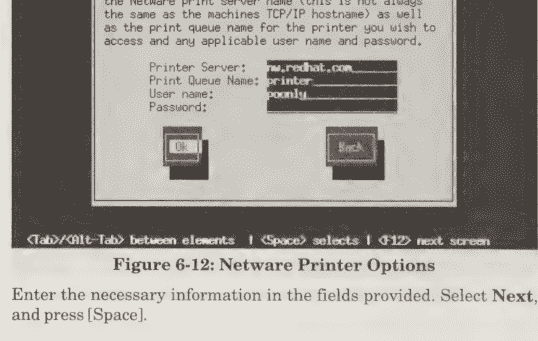 the Netware print server name (this is not always
the same as the machines TCP/IP hostname) as well
as the print queue name for the printer you wish to
access and any applicable user name and password.
Printer Server: nw.redhat.com
Print Queue Name: printer
User name: poonly
Password:
Ok Back
<Tab>/<Alt-Tab> between elements | <Space> selects | <F12> next screen
Figure 6-12: Netware Printer Options
Enter the necessary information in the fields provided. Select Next,
and press [Space].